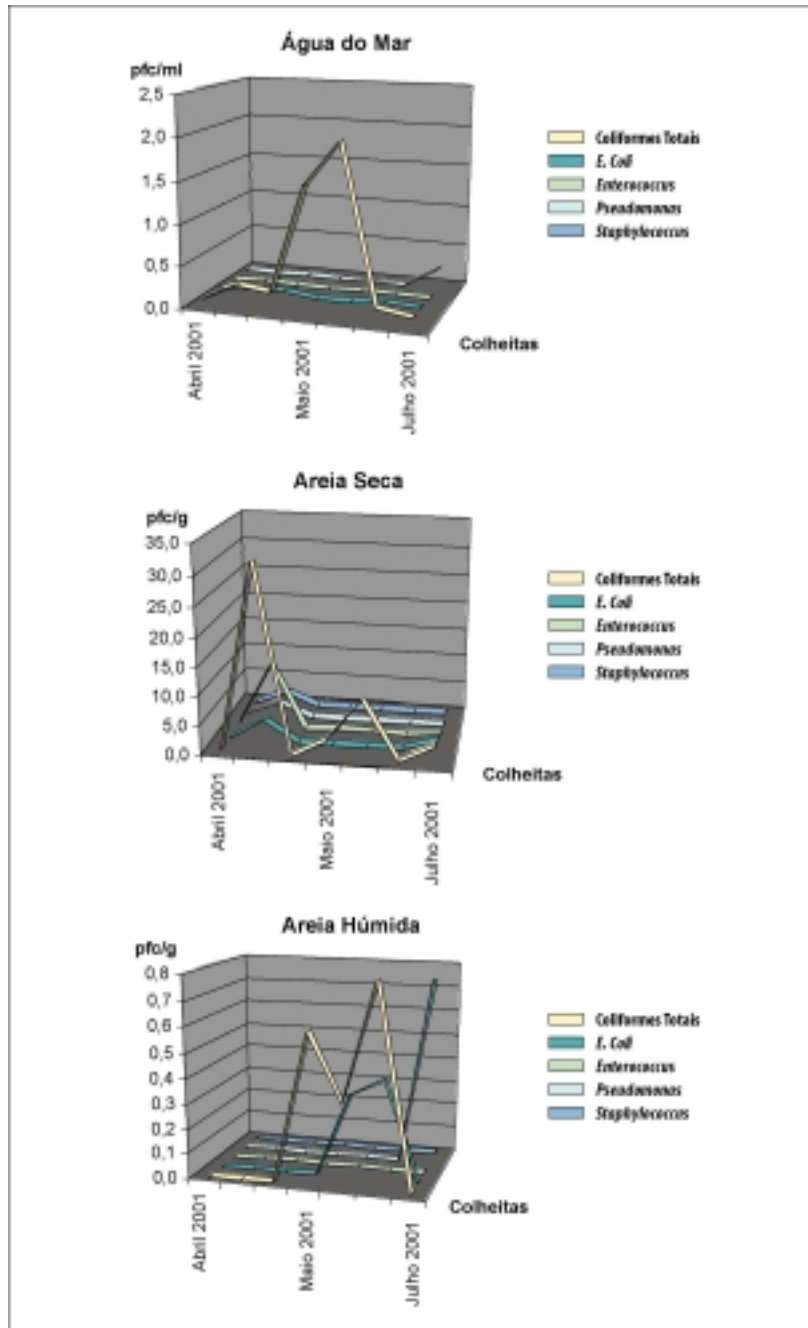 Água do Mar
pfc/ml
2,5
2,0
1,5
1,0
0,5
0,0
Abril 2001
Maio 2001
Julho 2001
Colheitas
Coliformes Totais
E. Coli
Enterococcus
Pseudomonas
Staphylococcus
Areia Seca
pfc/g
35,0
30,0
25,0
20,0
15,0
10,0
5,0
0,0
Abril 2001
Maio 2001
Julho 2001
Colheitas
Coliformes Totais
E. Coli
Enterococcus
Pseudomonas
Staphylococcus
Areia Húmida
pfc/g
0,8
0,7
0,6
0,5
0,4
0,3
0,2
0,1
0,0
Abril 2001
Maio 2001
Julho 2001
Colheitas
Coliformes Totais
E. Coli
Enterococcus
Pseudomonas
Staphylococcus